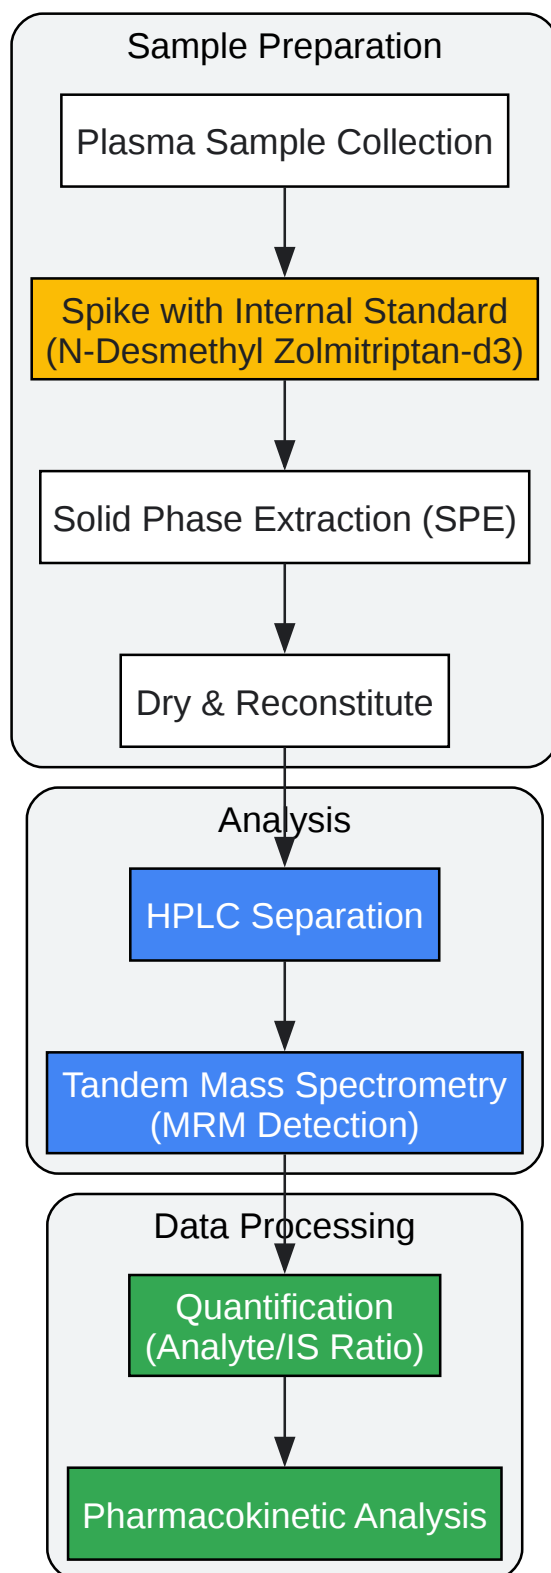 Sample Preparation
Plasma Sample Collection
Spike with Internal Standard
(N-Desmethyl Zolmitriptan-d3)
Solid Phase Extraction (SPE)
Dry & Reconstitute
Analysis
HPLC Separation
Tandem Mass Spectrometry
(MRM Detection)
Data Processing
Quantification
(Analyte/IS Ratio)
Pharmacokinetic Analysis